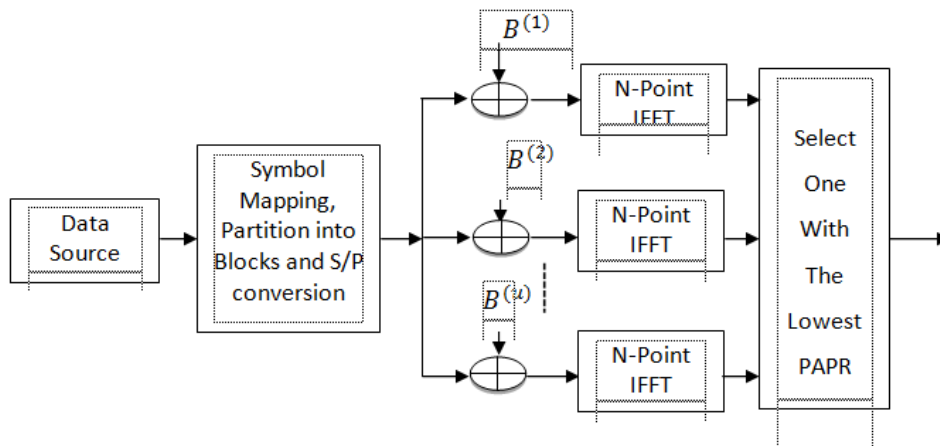 Data
Source
Symbol
Mapping,
Partition into
Blocks and S/P
conversion
B^(1)
N-Point
IFFT
B^(2)
N-Point
IFFT
B^(u)
N-Point
IFFT
Select
One
With
The
Lowest
PAPR